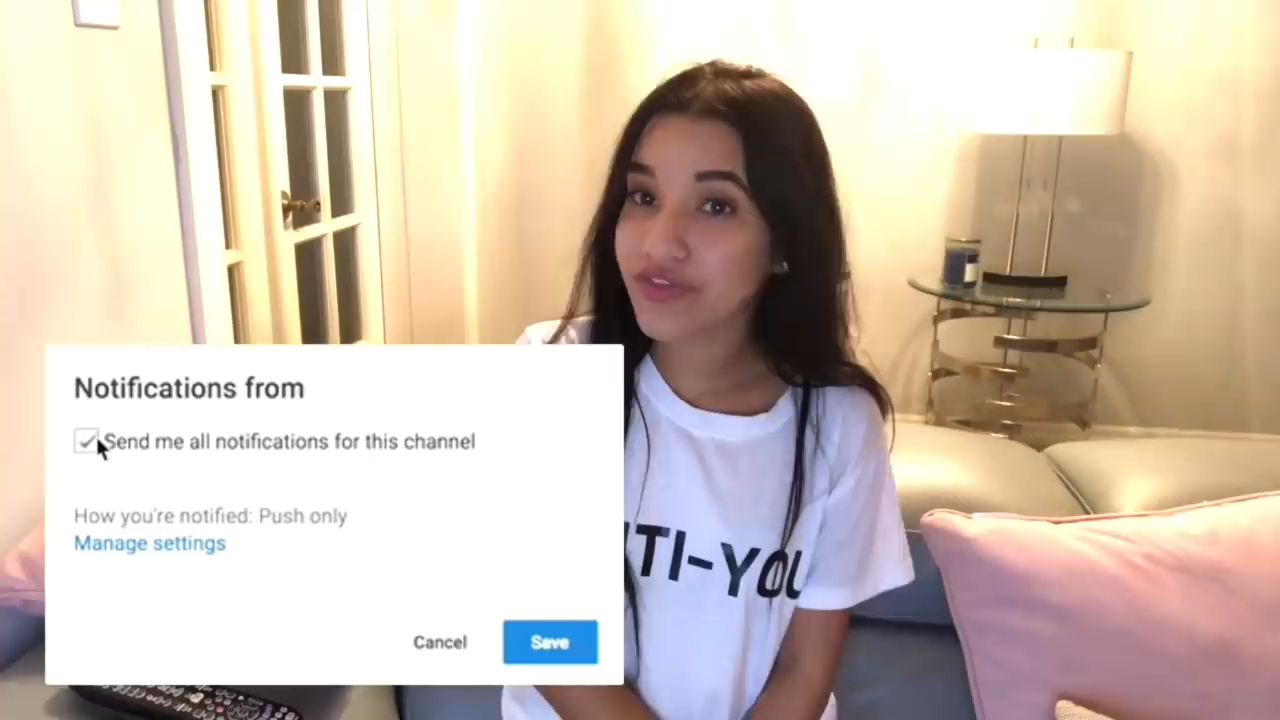 Notifications from
Send me all notifications for this channel
How you're notified: Push only
Manage settings
Cancel
Save
TI-YOU